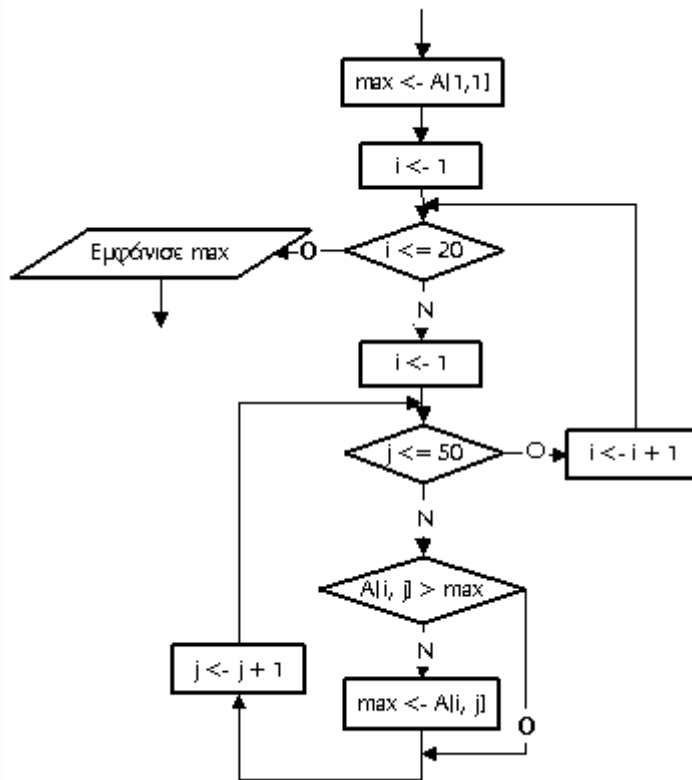 max <- A[1,1]
i <- 1
i <= 20
O
Εμφάνισε max
N
i <- 1
j <= 50
O
i <- i + 1
N
A[i, j] > max
N
j <- j + 1
max <- A[i, j]
O